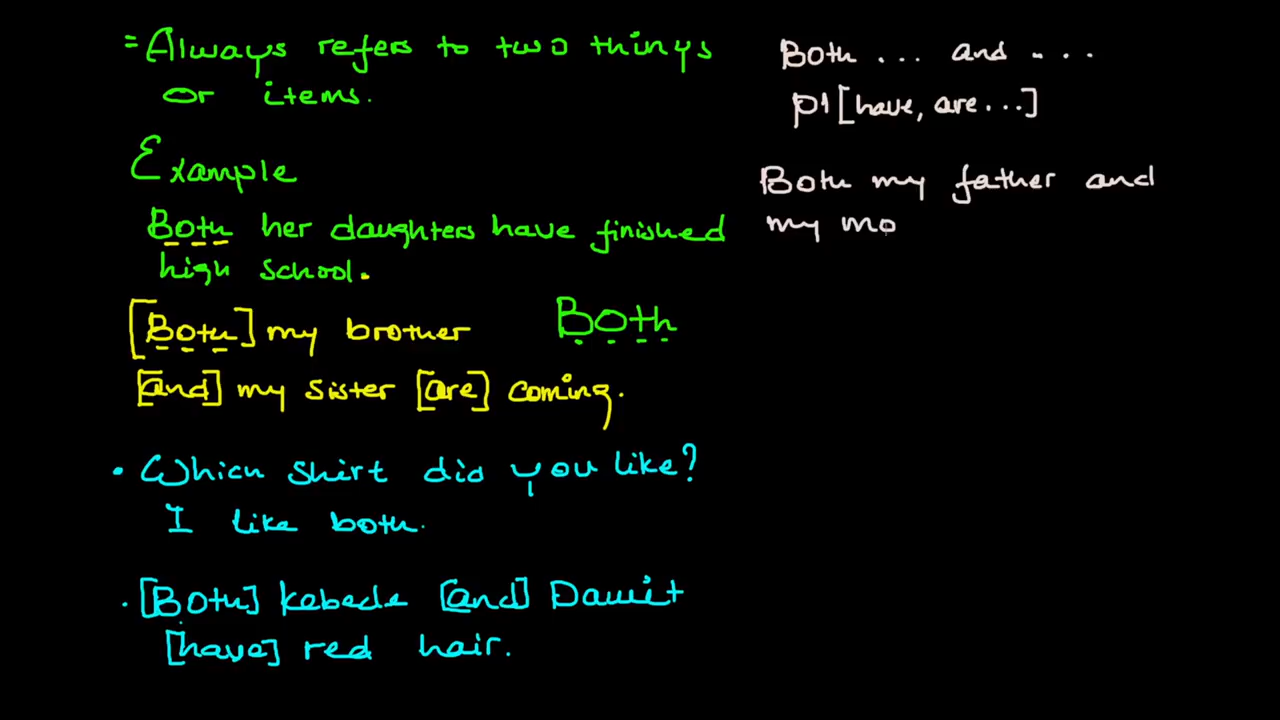 = Always refers to two things
or items.
Example
Both her daughters have finished
high school.
[Both] my brother
Both
[and] my sister [are] coming.
• Which shirt did you like?
I like both.
• [Both] kebede [and] Dawit
[have] red hair.
Both ... and ....
pl [have, are...]
Both my father and
my mo